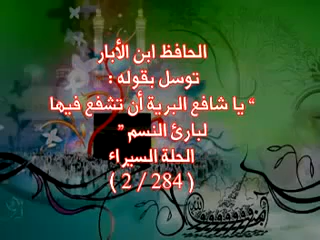 الحافظ ابن الأبار
توسل بقوله :
“ يا شافع البرية أن تشفع فيها
لبارئ النسم ”
الحلة السيراء
( 2 / 284 )